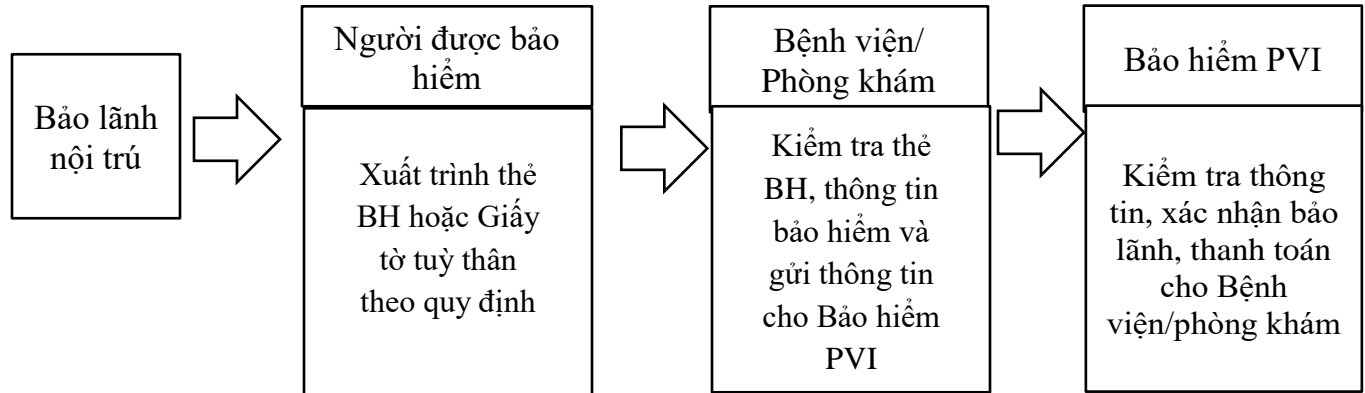 Bảo lãnh
nội trú
Người được bảo
hiểm
Xuất trình thẻ
BH hoặc Giấy
tờ tuỳ thân
theo quy định
Bệnh viện/
Phòng khám
Kiểm tra thẻ
BH, thông tin
bảo hiểm và
gửi thông tin
cho Bảo hiểm
PVI
Bảo hiểm PVI
Kiểm tra thông
tin, xác nhận bảo
lãnh, thanh toán
cho Bệnh
viện/phòng khám